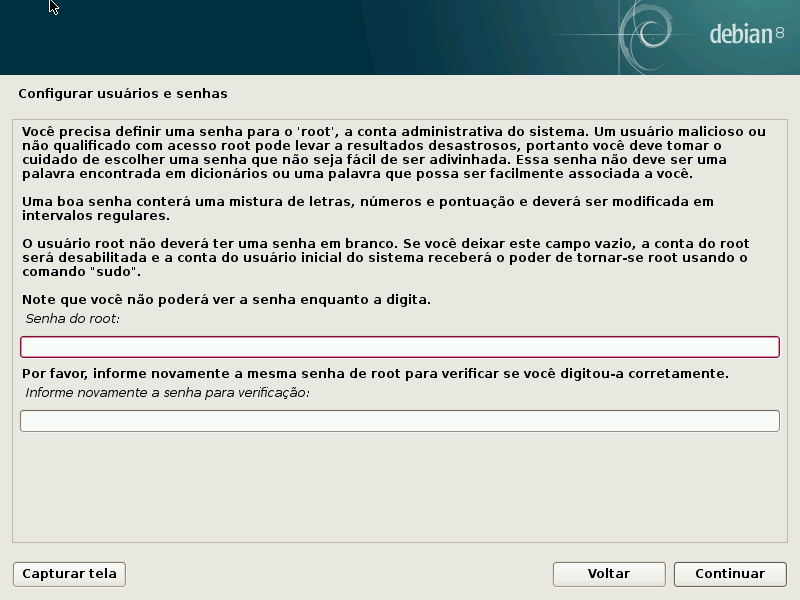 debian 8
Configurar usuários e senhas
Você precisa definir uma senha para o 'root', a conta administrativa do sistema. Um usuário malicioso ou
não qualificado com acesso root pode levar a resultados desastrosos, portanto você deve tomar o
cuidado de escolher uma senha que não seja fácil de ser adivinhada. Essa senha não deve ser uma
palavra encontrada em dicionários ou uma palavra que possa ser facilmente associada a você.
Uma boa senha conterá uma mistura de letras, números e pontuação e deverá ser modificada em
intervalos regulares.
O usuário root não deverá ter uma senha em branco. Se você deixar este campo vazio, a conta do root
será desabilitada e a conta do usuário inicial do sistema receberá o poder de tornar-se root usando o
comando "sudo".
Note que você não poderá ver a senha enquanto a digita.
Senha do root:
Por favor, informe novamente a mesma senha de root para verificar se você digitou-a corretamente.
Informe novamente a senha para verificação:
Capturar tela
Voltar
Continuar